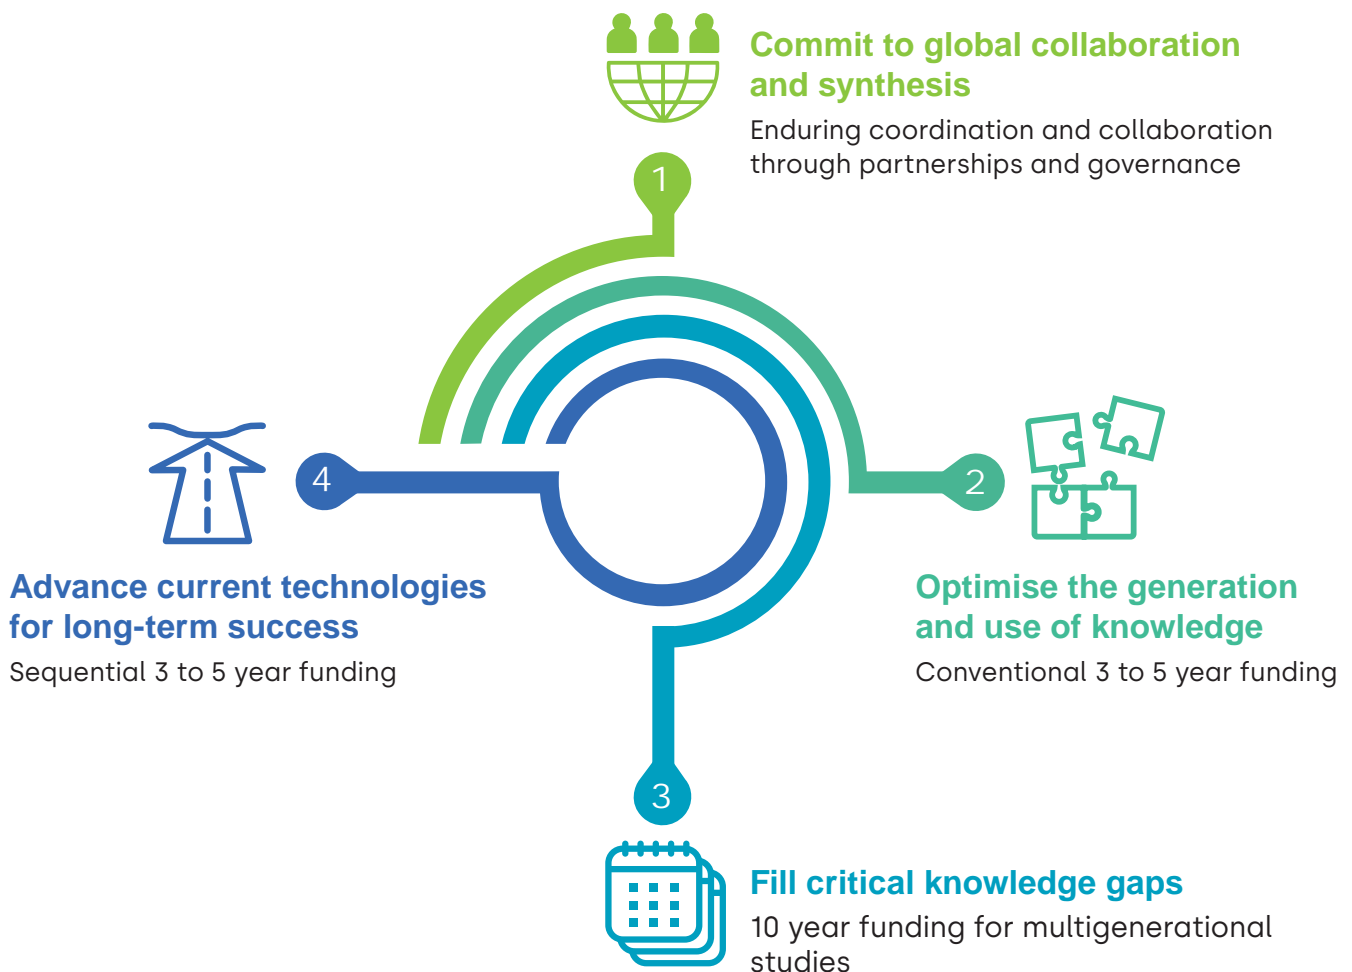 Commit to global collaboration
and synthesis
Enduring coordination and collaboration
through partnerships and governance
1
2
Optimise the generation
and use of knowledge
Conventional 3 to 5 year funding
3
Fill critical knowledge gaps
10 year funding for multigenerational
studies
4
Advance current technologies
for long-term success
Sequential 3 to 5 year funding